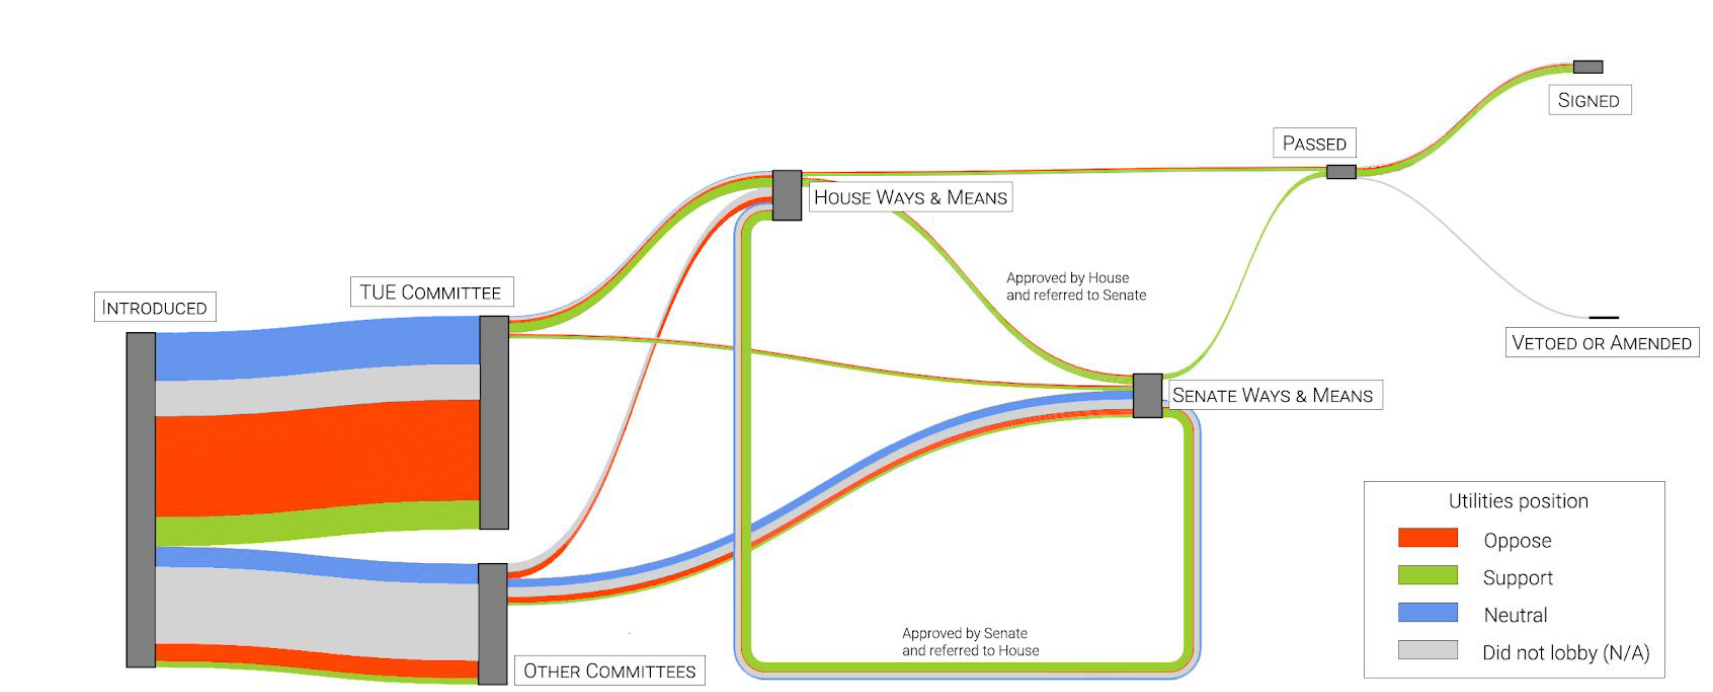 Signed
Passed
House Ways & Means
Approved by House
and referred to Senate
TUE Committee
Introduced
Vetoed or Amended
Senate Ways & Means
Utilities position
Oppose
Support
Neutral
Did not lobby (N/A)
Approved by Senate
and referred to House
Other Committees